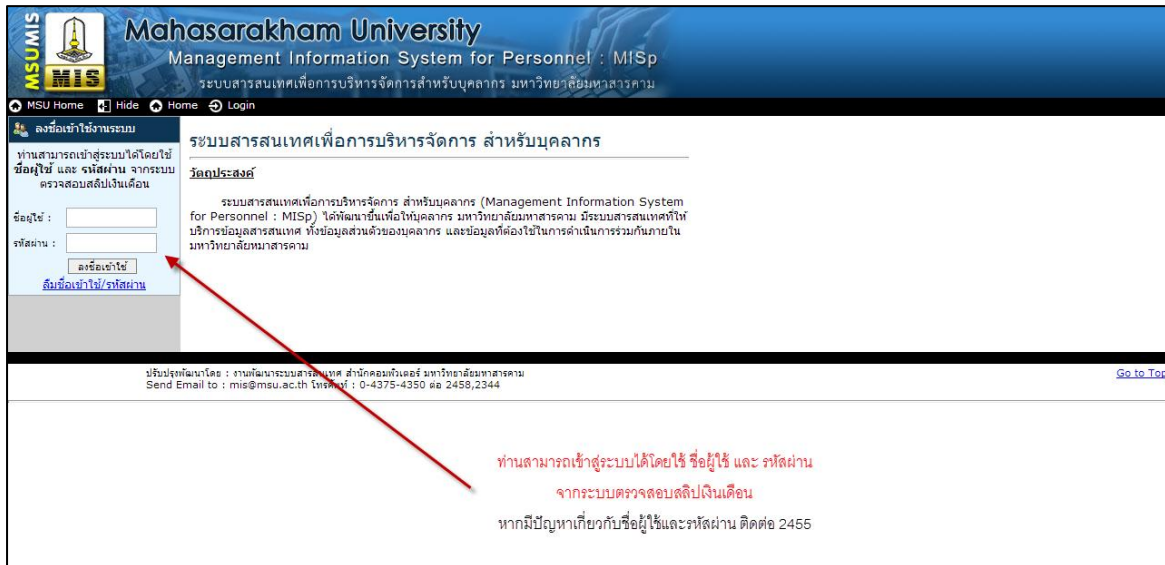 MSUMIS
MIS
Mahasarakham University
Management Information System for Personnel : MISp
ระบบสารสนเทศเพื่อการบริหารจัดการสำหรับบุคลากร มหาวิทยาลัยมหาสารคาม
MSU Home Hide Home Login
ลงชื่อเข้าใช้งานระบบ
ท่านสามารถเข้าสู่ระบบได้โดยใช้
ชื่อผู้ใช้ และ รหัสผ่าน จากระบบ
ตรวจสอบสลิปเงินเดือน
ชื่อผู้ใช้ :
รหัสผ่าน :
ลงชื่อเข้าใช้
ลืมชื่อเข้าใช้/รหัสผ่าน
ระบบสารสนเทศเพื่อการบริหารจัดการ สำหรับบุคลากร
วัตถุประสงค์
ระบบสารสนเทศเพื่อการบริหารจัดการ สำหรับบุคลากร (Management Information System
for Personnel : MISp) ได้พัฒนาขึ้นเพื่อให้บุคลากร มหาวิทยาลัยมหาสารคาม มีระบบสารสนเทศที่ให้
บริการข้อมูลสารสนเทศ ทั้งข้อมูลส่วนตัวของบุคลากร และข้อมูลที่ต้องใช้ในการดำเนินการร่วมกันภายใน
มหาวิทยาลัยหมาสารคาม
ปรับปรุงพัฒนาโดย : งานพัฒนาระบบสารสนเทศ สำนักคอมพิวเตอร์ มหาวิทยาลัยมหาสารคาม
Send Email to : mis@msu.ac.th โทรศัพท์ : 0-4375-4350 ต่อ 2458,2344
Go to Top
ท่านสามารถเข้าสู่ระบบได้โดยใช้ ชื่อผู้ใช้ และ รหัสผ่าน
จากระบบตรวจสอบสลิปเงินเดือน
หากมีปัญหาเกี่ยวกับชื่อผู้ใช้และรหัสผ่าน ติดต่อ 2455